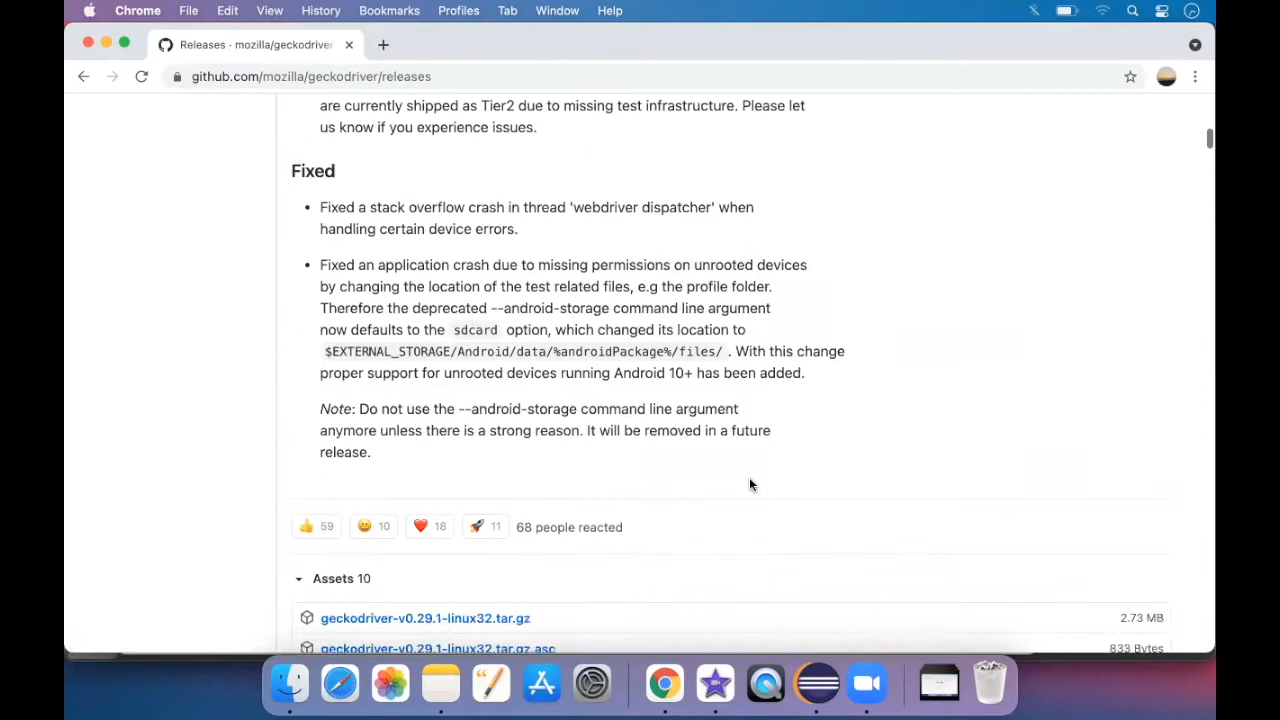 Chrome File Edit View History Bookmarks Profiles Tab Window Help
Releases · mozilla/geckodriver
github.com/mozilla/geckodriver/releases
are currently shipped as Tier2 due to missing test infrastructure. Please let
us know if you experience issues.
Fixed
• Fixed a stack overflow crash in thread 'webdriver dispatcher' when
handling certain device errors.
• Fixed an application crash due to missing permissions on unrooted devices
by changing the location of the test related files, e.g the profile folder.
Therefore the deprecated --android-storage command line argument
now defaults to the sdcard option, which changed its location to
$EXTERNAL_STORAGE/Android/data/%androidPackage%/files/ . With this change
proper support for unrooted devices running Android 10+ has been added.
Note: Do not use the --android-storage command line argument
anymore unless there is a strong reason. It will be removed in a future
release.
59 10 18 11 68 people reacted
Assets 10
geckodriver-v0.29.1-linux32.tar.gz 2.73 MB
geckodriver-v0.29.1-linux32.tar.gz.asc 833 Bytes